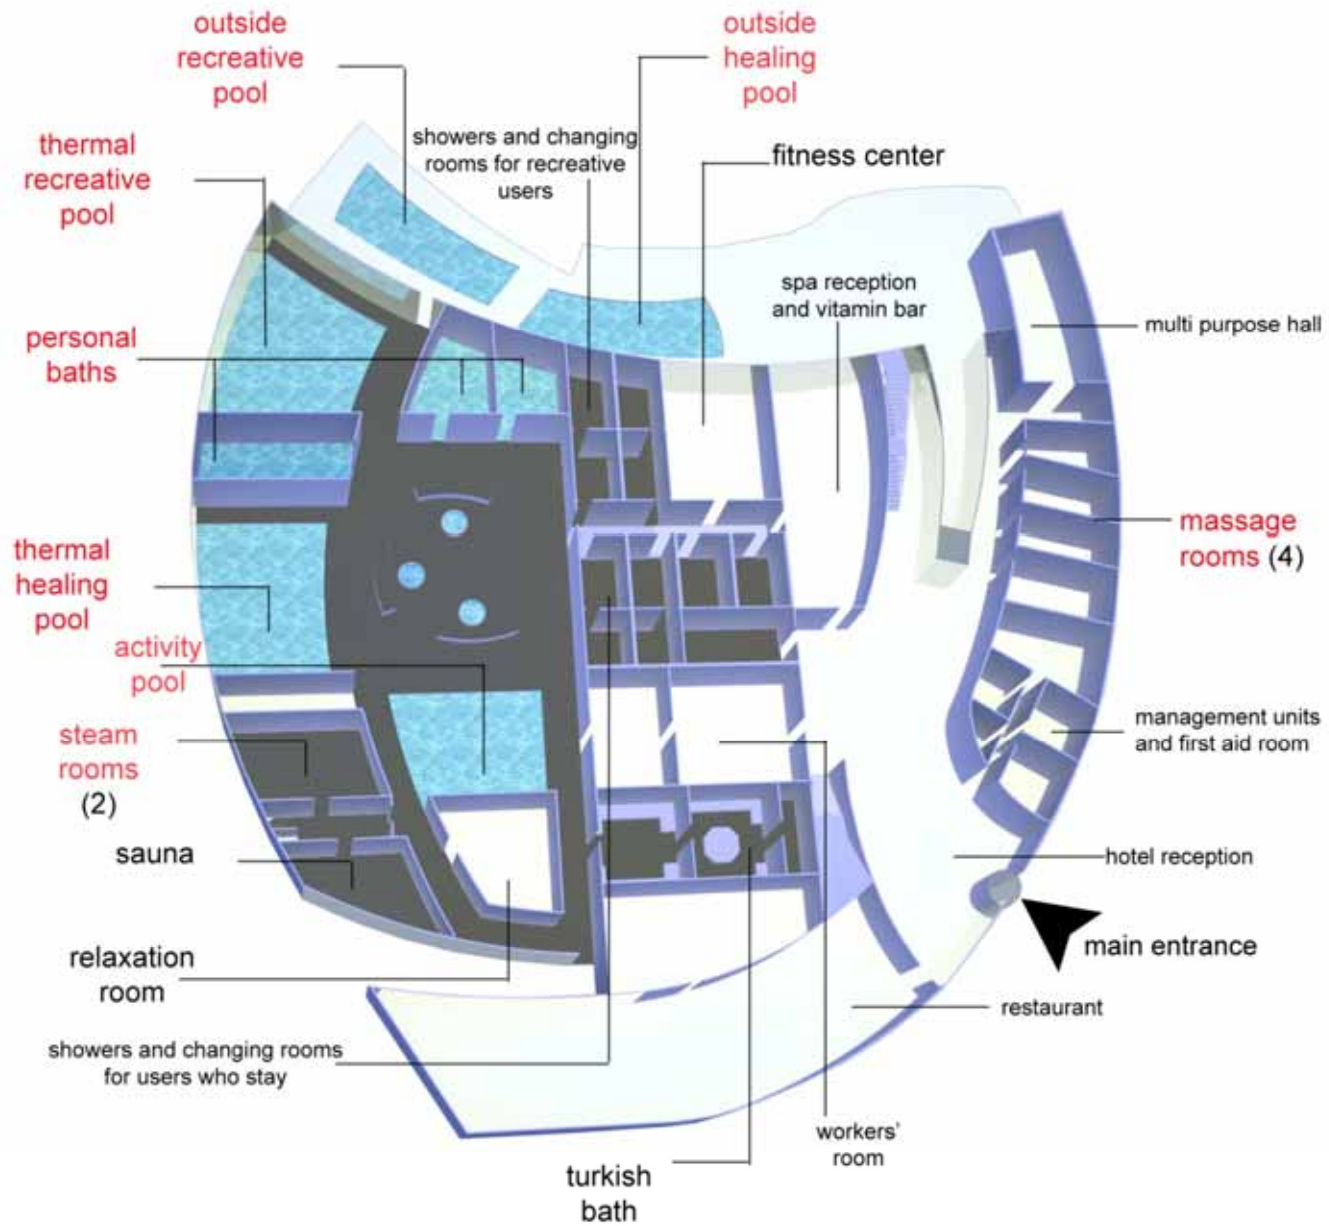 outside
recreative
pool
outside
healing
pool
showers and changing
rooms for recreative
users
fitness center
thermal
recreative
pool
spa reception
and vitamin bar
multi purpose hall
personal
baths
massage
rooms (4)
thermal
healing
pool
activity
pool
steam
rooms
(2)
management units
and first aid room
sauna
hotel reception
main entrance
relaxation
room
restaurant
showers and changing rooms
for users who stay
workers'
room
turkish
bath